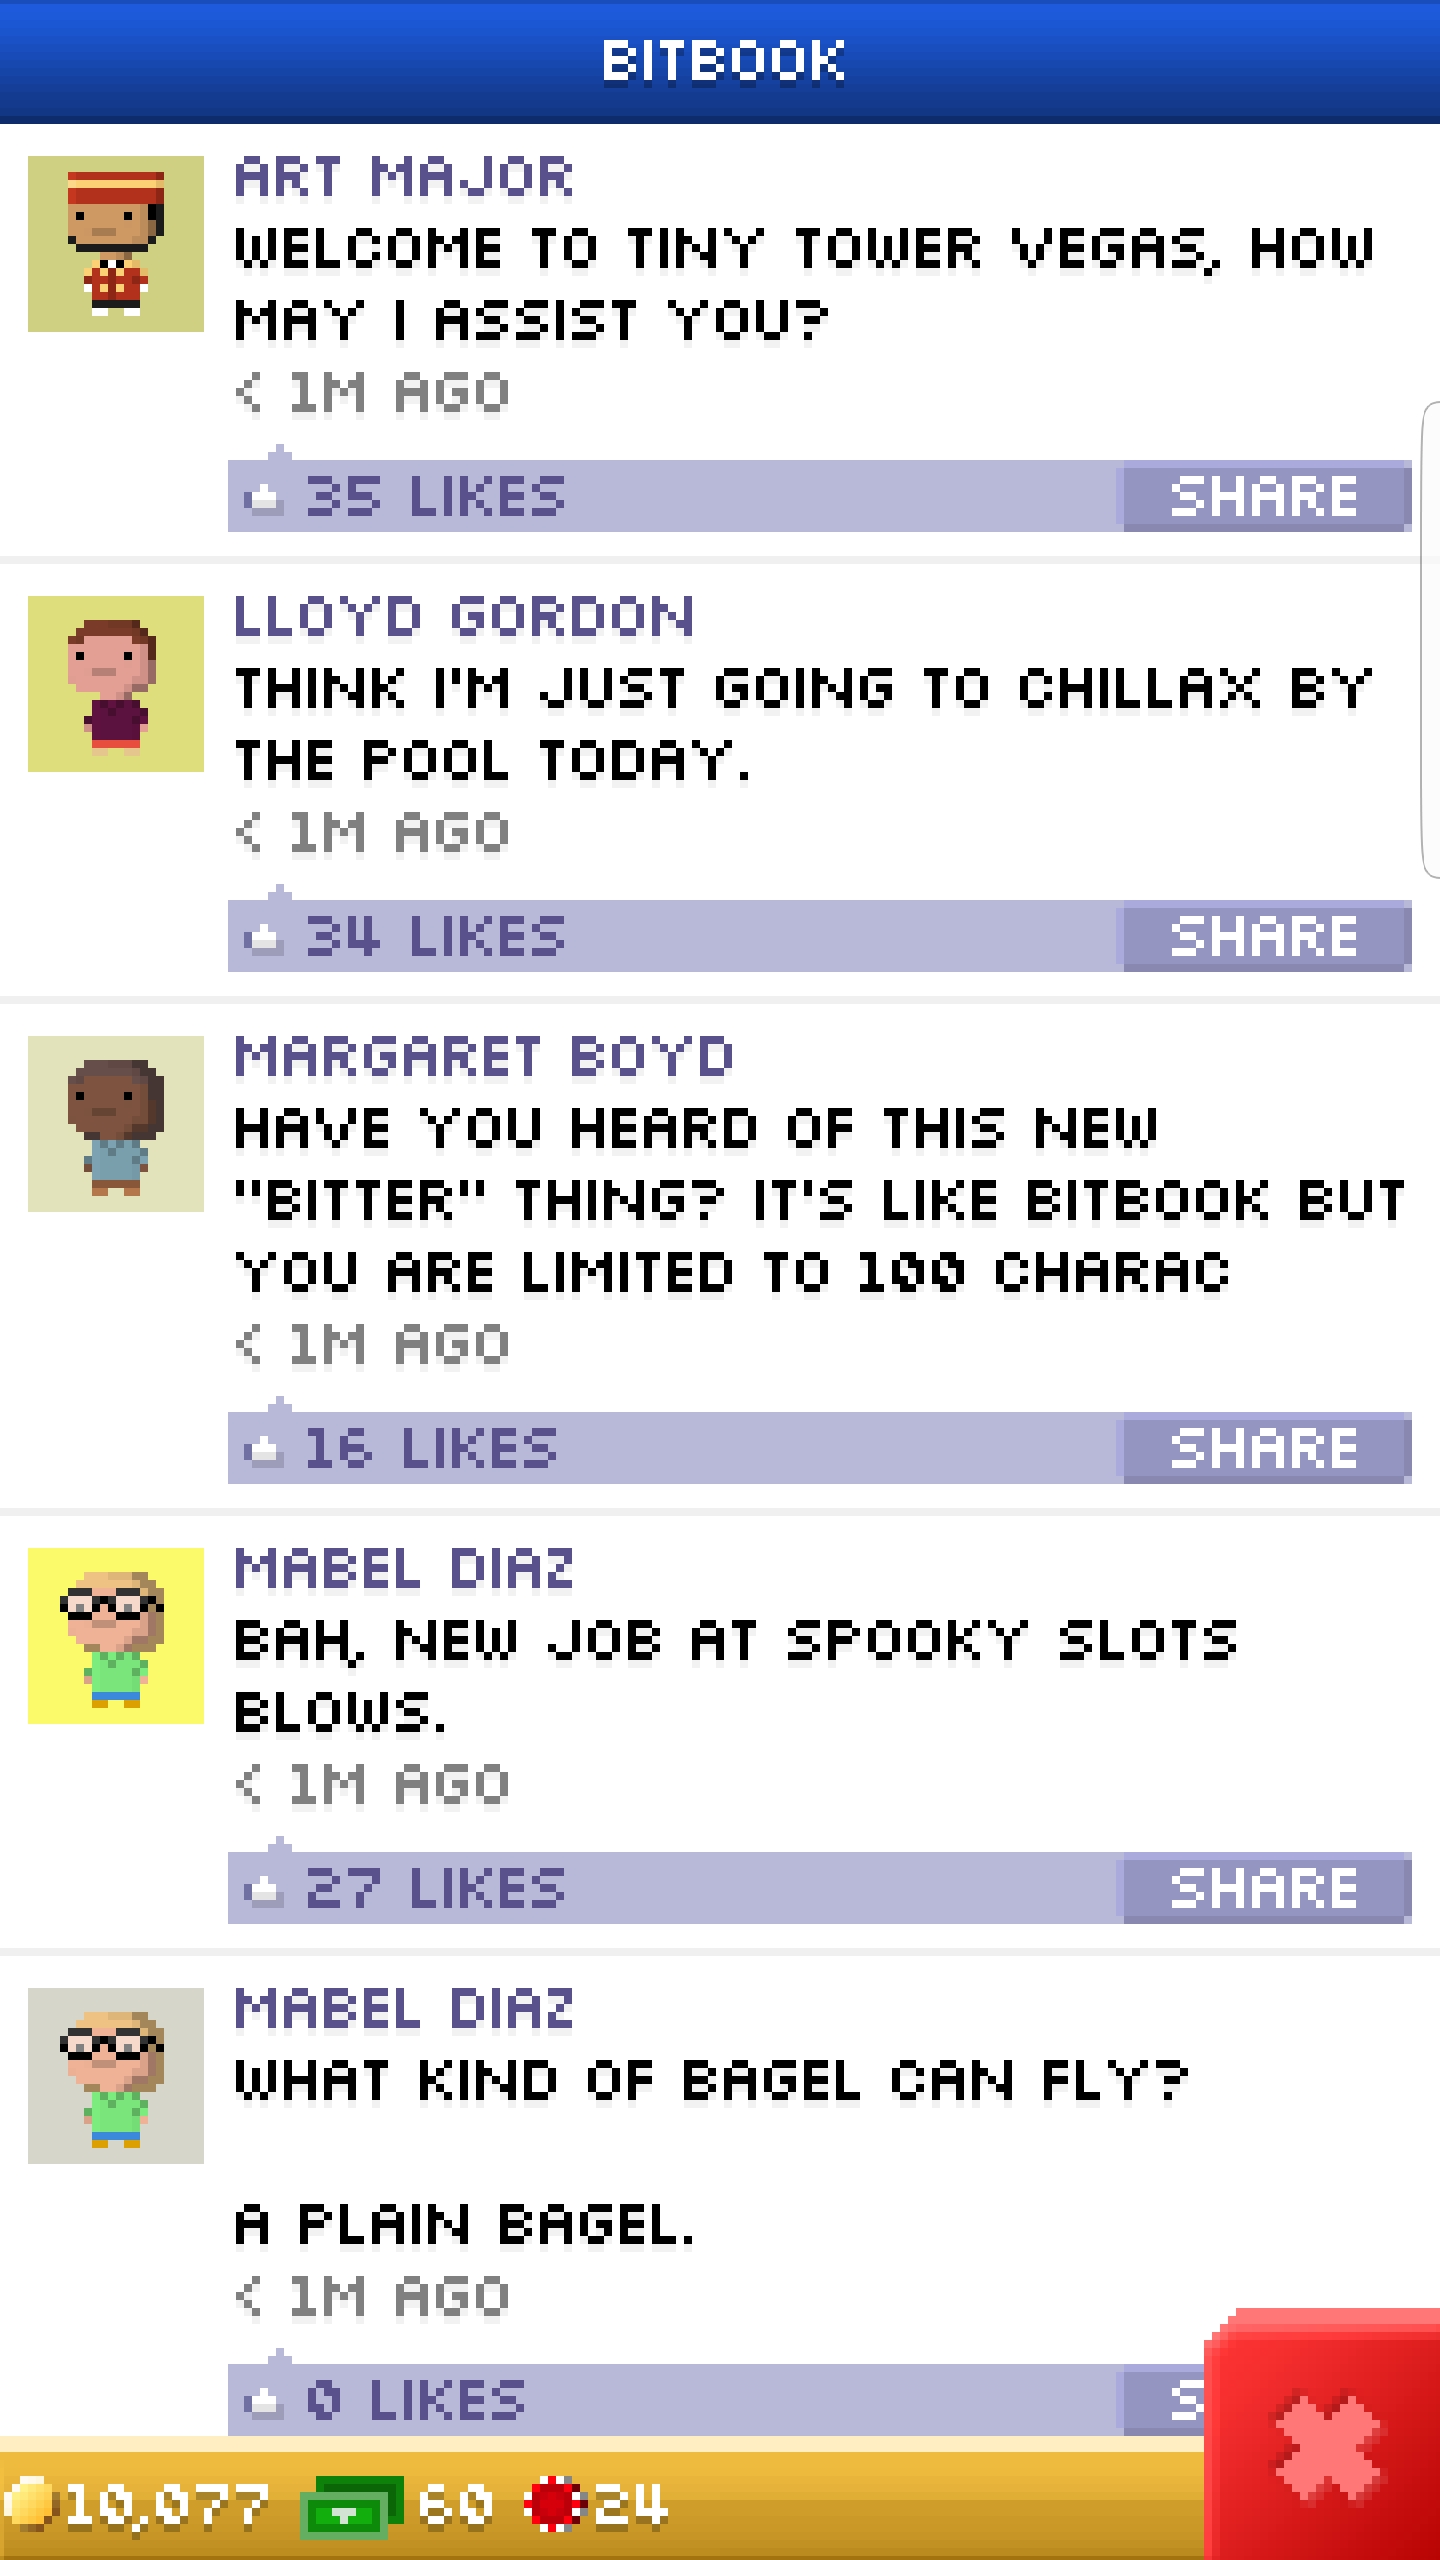 BITBOOK
ART MAJOR
WELCOME TO TINY TOWER VEGAS, HOW
MAY I ASSIST YOU?
< 1M AGO
35 LIKES SHARE
LLOYD GORDON
THINK I'M JUST GOING TO CHILLAX BY
THE POOL TODAY.
< 1M AGO
34 LIKES SHARE
MARGARET BOYD
HAVE YOU HEARD OF THIS NEW
"BITTER" THING? IT'S LIKE BITBOOK BUT
YOU ARE LIMITED TO 100 CHARAC
< 1M AGO
16 LIKES SHARE
MABEL DIAZ
BAH, NEW JOB AT SPOOKY SLOTS
BLOWS.
< 1M AGO
27 LIKES SHARE
MABEL DIAZ
WHAT KIND OF BAGEL CAN FLY?
A PLAIN BAGEL.
< 1M AGO
0 LIKES S
10,077 60 24